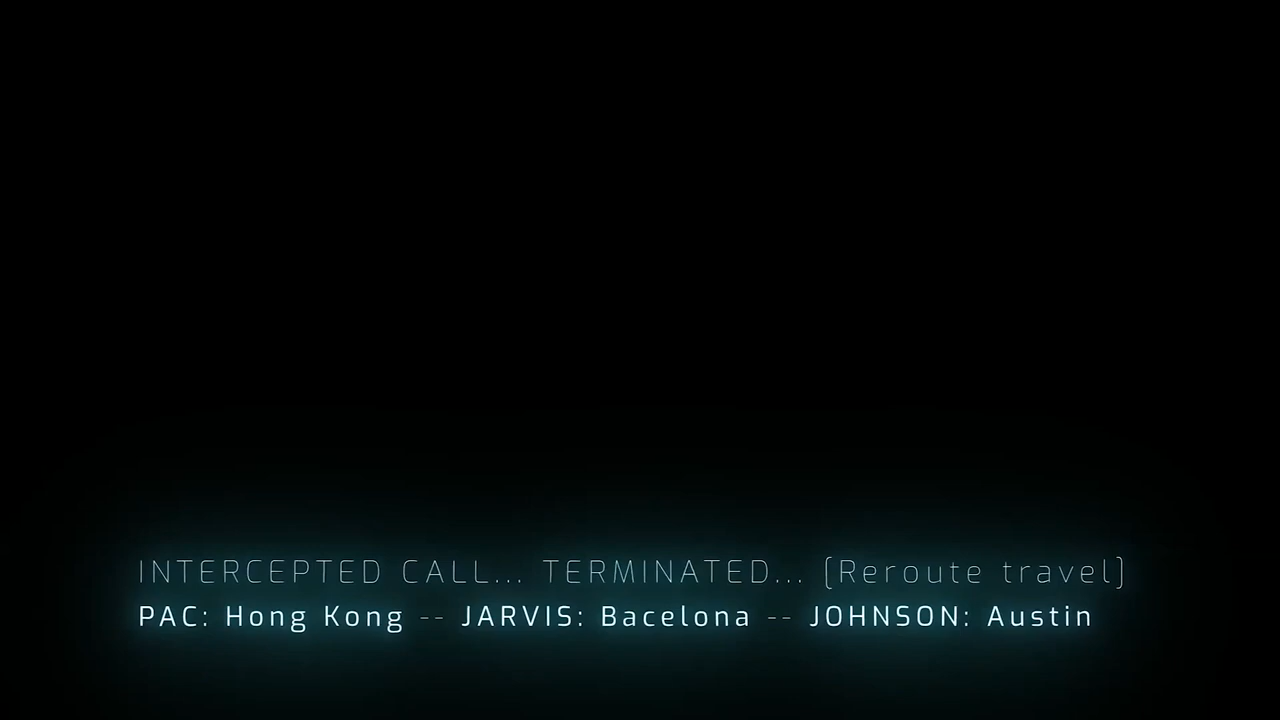 INTERCEPTED CALL... TERMINATED... [Reroute travel]
PAC: Hong Kong -- JARVIS: Bacelona -- JOHNSON: Austin